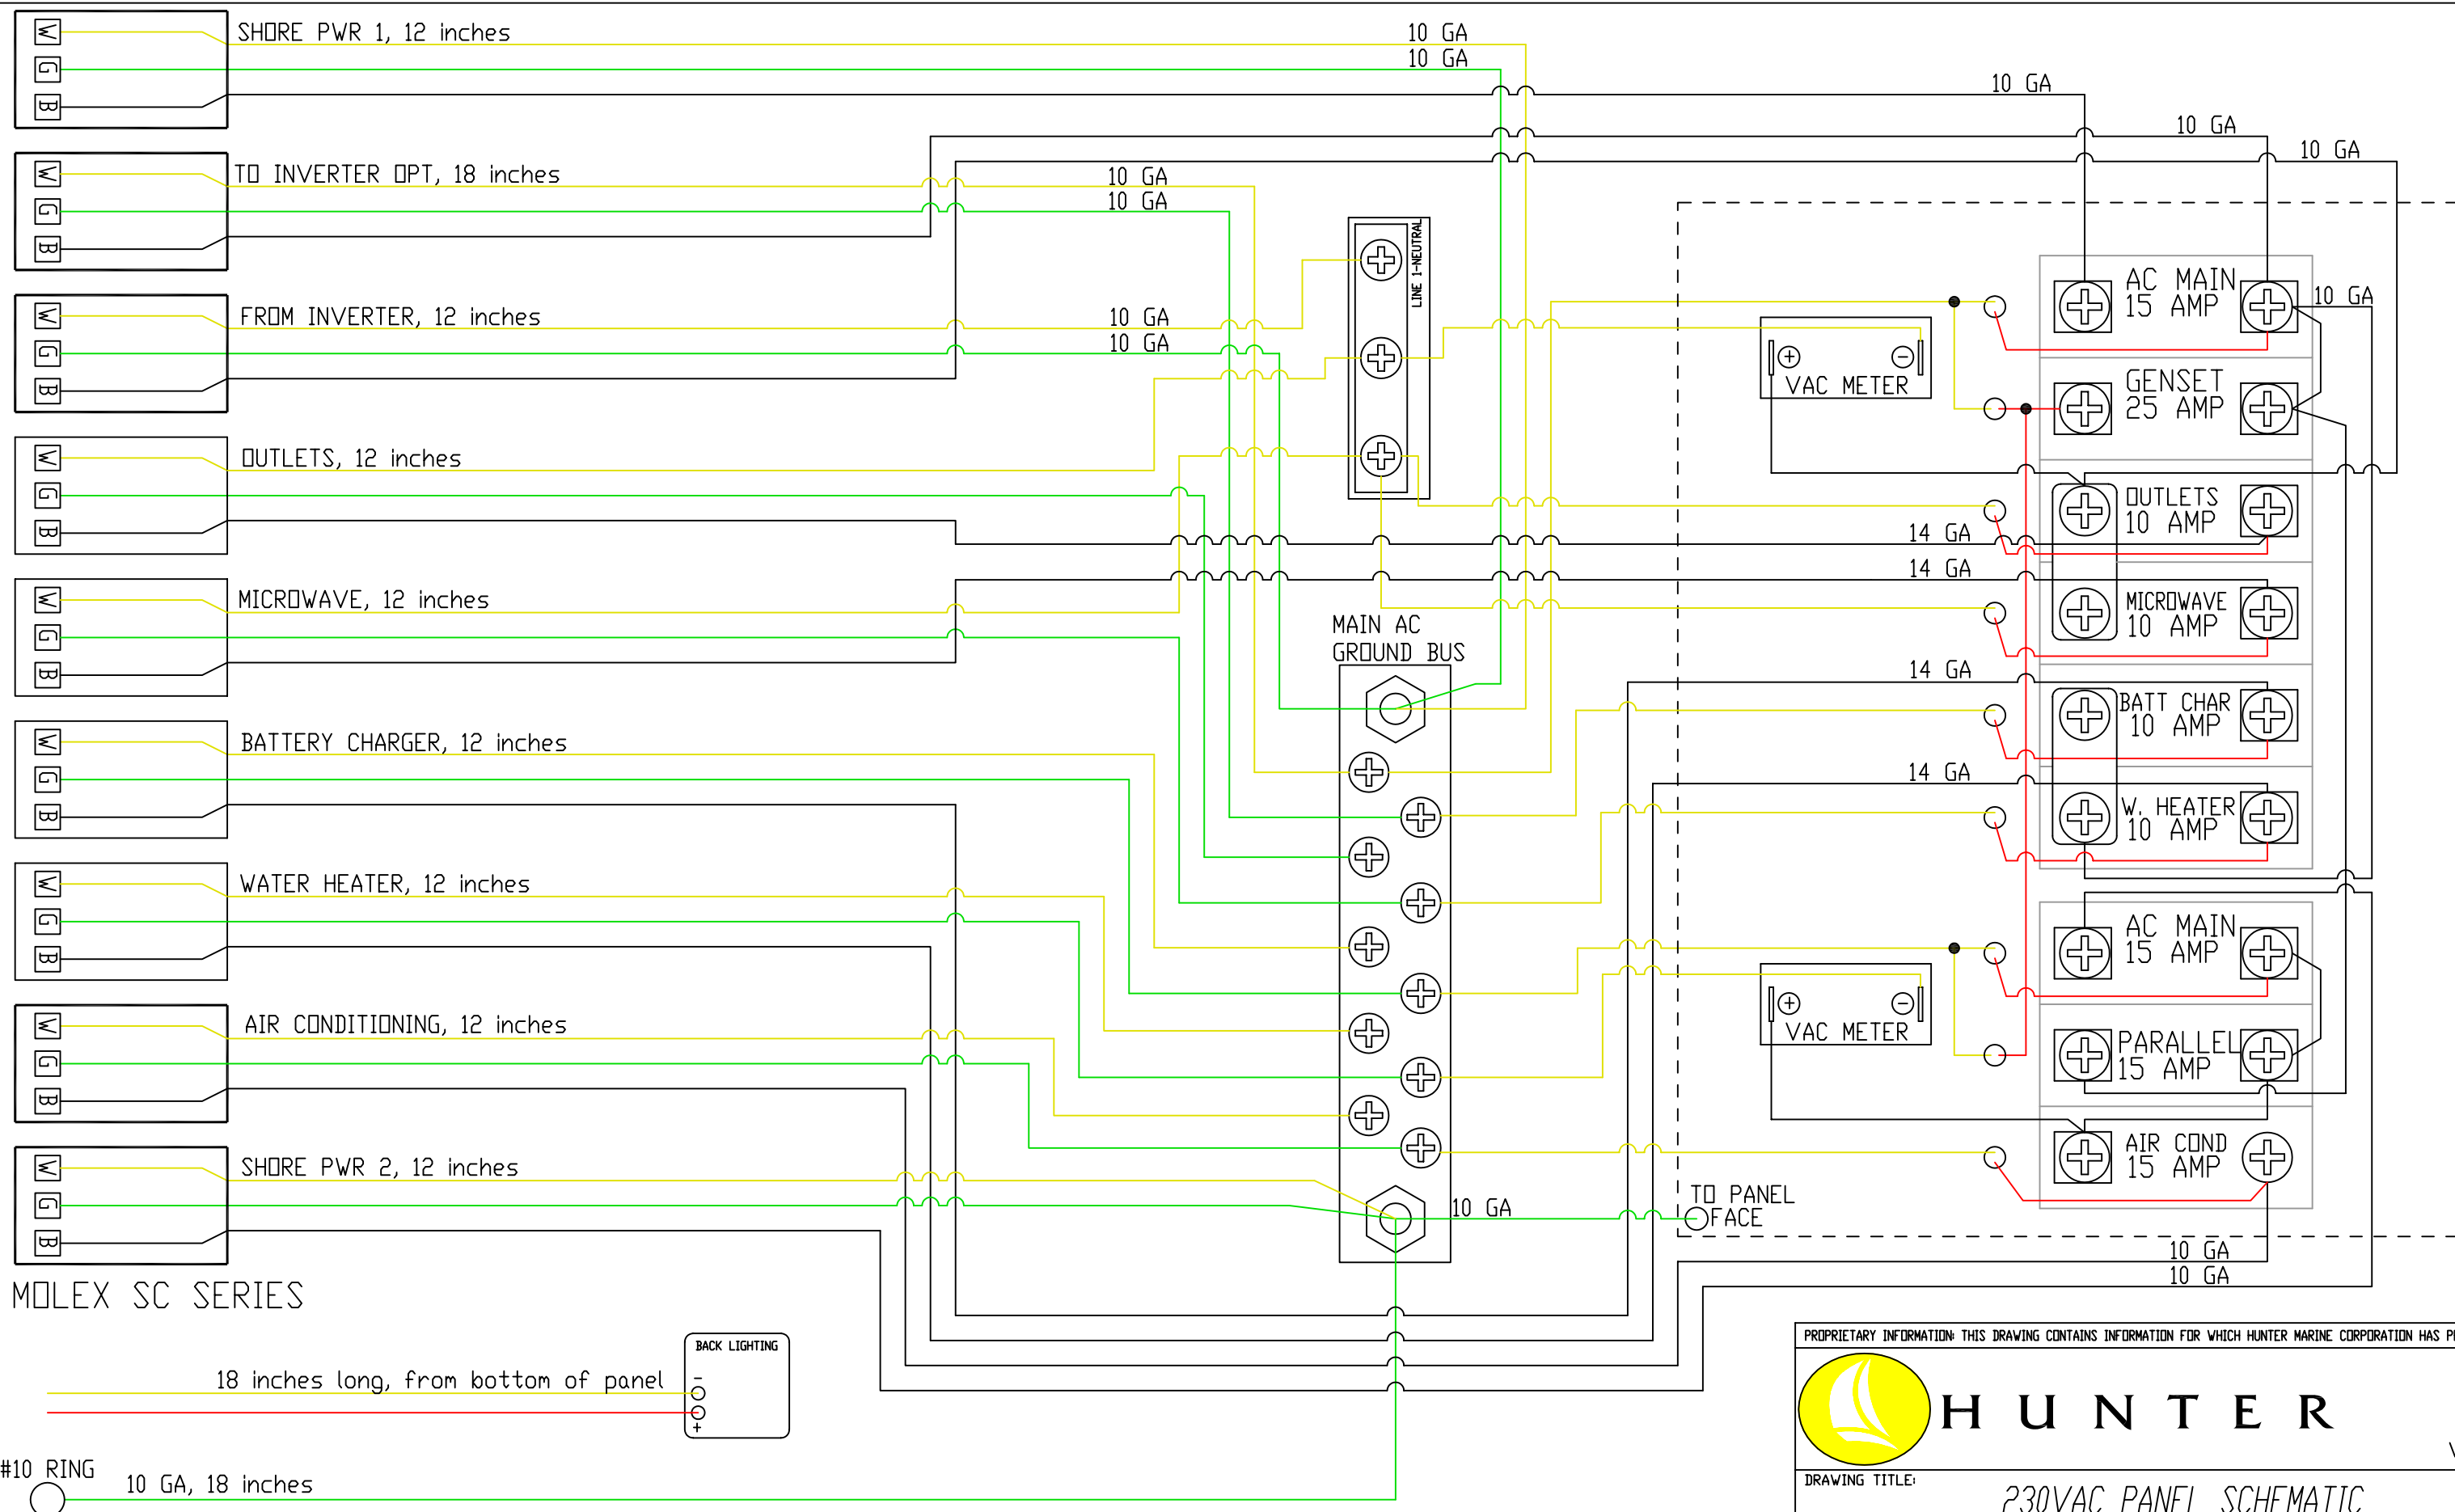 SHORE PWR 1, 12 inches
W
G
B
10 GA
10 GA
10 GA
10 GA
10 GA
TO INVERTER OPT, 18 inches
W
G
B
10 GA
10 GA
FROM INVERTER, 12 inches
W
G
B
10 GA
10 GA
LINE 1-NEUTRAL
OUTLETS, 12 inches
W
G
B
MICROWAVE, 12 inches
W
G
B
BATTERY CHARGER, 12 inches
W
G
B
WATER HEATER, 12 inches
W
G
B
AIR CONDITIONING, 12 inches
W
G
B
SHORE PWR 2, 12 inches
W
G
B
MOLEX SC SERIES
MAIN AC
GROUND BUS
10 GA
TO PANEL
FACE
+ -
VAC METER
AC MAIN
15 AMP
10 GA
GENSET
25 AMP
OUTLETS
10 AMP
14 GA
14 GA
MICROWAVE
10 AMP
14 GA
BATT CHAR
10 AMP
14 GA
W. HEATER
10 AMP
+ -
VAC METER
AC MAIN
15 AMP
PARALLEL
15 AMP
AIR COND
15 AMP
10 GA
10 GA
BACK LIGHTING
-
+
18 inches long, from bottom of panel
#10 RING
10 GA, 18 inches
PROPRIETARY INFORMATION: THIS DRAWING CONTAINS INFORMATION FOR WHICH HUNTER MARINE CORPORATION HAS
HUNTER
DRAWING TITLE:
230VAC PANEL SCHEMATIC